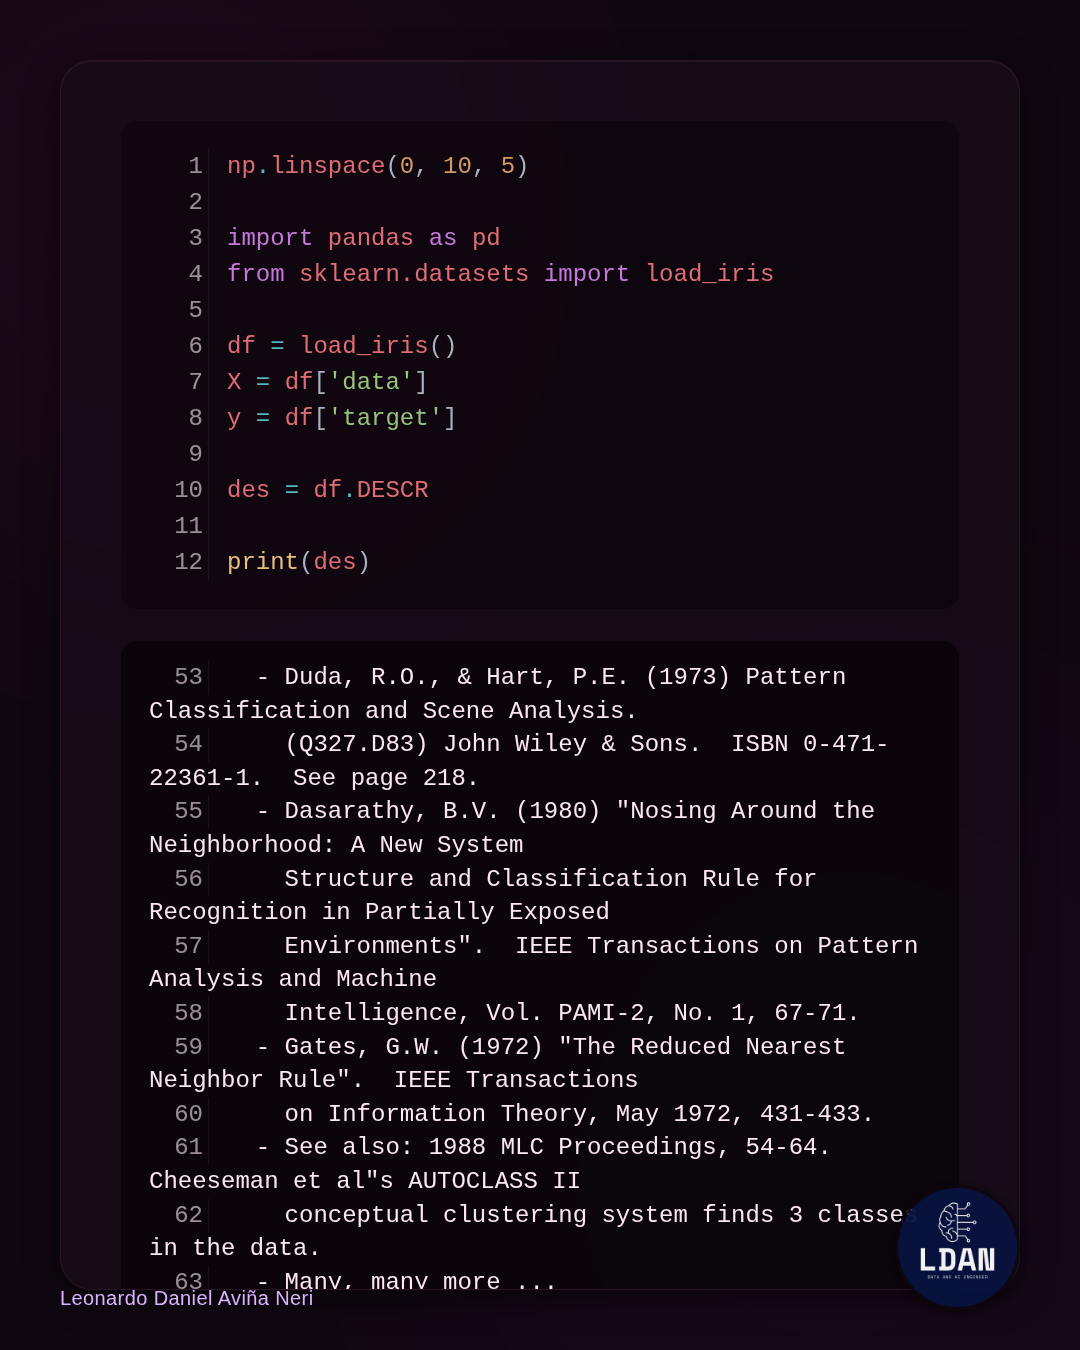 1 np.linspace(0, 10, 5)
2
3 import pandas as pd
4 from sklearn.datasets import load_iris
5
6 df = load_iris()
7 X = df['data']
8 y = df['target']
9
10 des = df.DESCR
11
12 print(des)
53 - Duda, R.O., & Hart, P.E. (1973) Pattern
Classification and Scene Analysis.
54 (Q327.D83) John Wiley & Sons.  ISBN 0-471-
22361-1.  See page 218.
55 - Dasarathy, B.V. (1980) "Nosing Around the
Neighborhood: A New System
56 Structure and Classification Rule for
Recognition in Partially Exposed
57 Environments".  IEEE Transactions on Pattern
Analysis and Machine
58 Intelligence, Vol. PAMI-2, No. 1, 67-71.
59 - Gates, G.W. (1972) "The Reduced Nearest
Neighbor Rule".  IEEE Transactions
60 on Information Theory, May 1972, 431-433.
61 - See also: 1988 MLC Proceedings, 54-64.
Cheeseman et al"s AUTOCLASS II
62 conceptual clustering system finds 3 classes
in the data.
63 - Many, many more ...
LDAN
DATA AND AI ENGINEER
Leonardo Daniel Aviña Neri